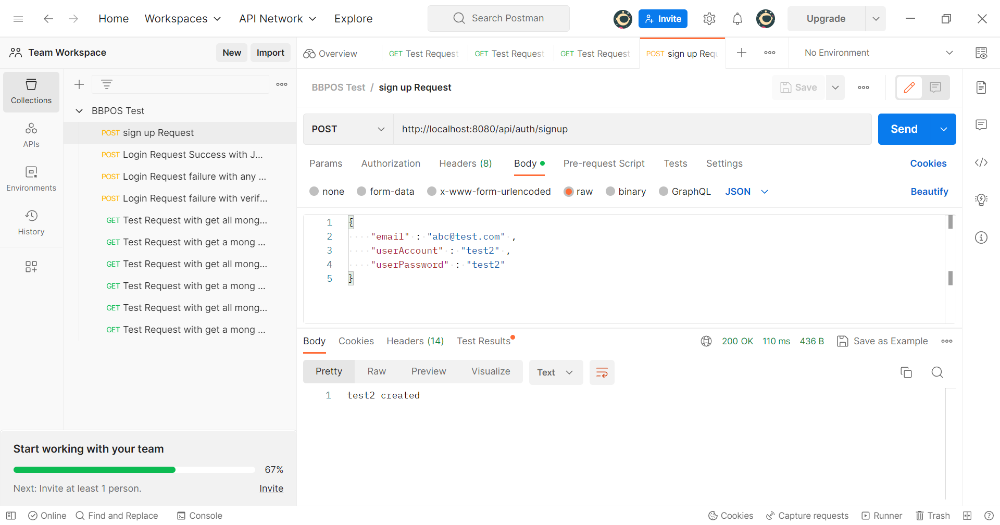 Home
Workspaces
API Network
Explore
Search Postman
Invite
Upgrade
Team Workspace
New
Import
Overview
GET Test Request
GET Test Request
GET Test Request
POST sign up Requ
No Environment
Collections
APIs
Environments
History
BBPOS Test
POST sign up Request
POST Login Request Success with J...
POST Login Request failure with any ...
POST Login Request failure with verif...
GET Test Request with get all mong...
GET Test Request with get a mong ...
GET Test Request with get all mong...
GET Test Request with get a mong ...
GET Test Request with get all mong...
GET Test Request with get a mong ...
BBPOS Test / sign up Request
Save
POST
http://localhost:8080/api/auth/signup
Send
Params
Authorization
Headers (8)
Body
Pre-request Script
Tests
Settings
Cookies
none
form-data
x-www-form-urlencoded
raw
binary
GraphQL
JSON
Beautify
1 {
2 "email" : "abc@test.com" ,
3 "userAccount" : "test2" ,
4 "userPassword" : "test2"
5 }
Body
Cookies
Headers (14)
Test Results
200 OK
110 ms
436 B
Save as Example
Pretty
Raw
Preview
Visualize
Text
1 test2 created
Start working with your team
67%
Next: Invite at least 1 person.
Invite
Online
Find and Replace
Console
Cookies
Capture requests
Runner
Trash